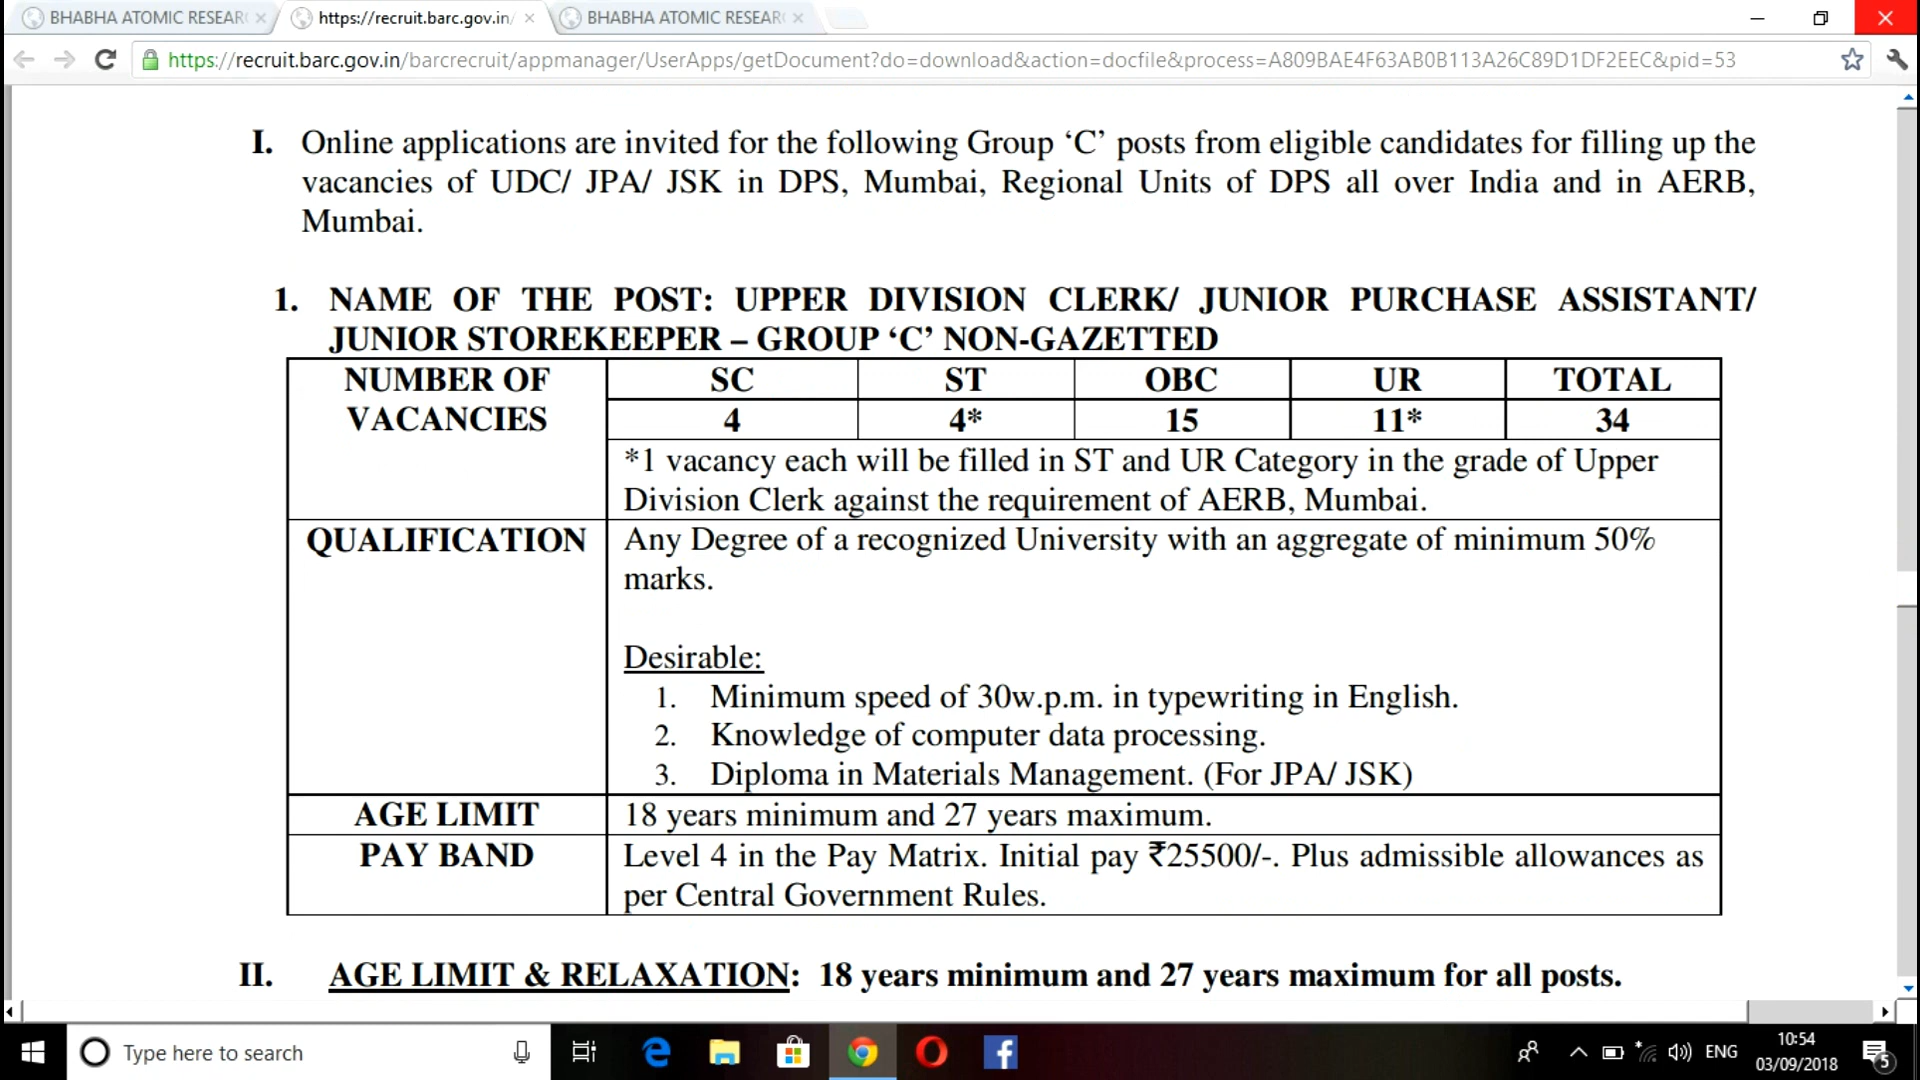 BHABHA ATOMIC RESEAR
https://recruit.barc.gov.in/
BHABHA ATOMIC RESEAR
https://recruit.barc.gov.in/barcrecruit/appmanager/UserApps/getDocument?do=download&action=docfile&process=A809BAE4F63AB0B113A26C89D1DF2EEC&pid=53
I. Online applications are invited for the following Group ‘C’ posts from eligible candidates for filling up the
vacancies of UDC/ JPA/ JSK in DPS, Mumbai, Regional Units of DPS all over India and in AERB,
Mumbai.
1. NAME OF THE POST: UPPER DIVISION CLERK/ JUNIOR PURCHASE ASSISTANT/
JUNIOR STOREKEEPER – GROUP ‘C’ NON-GAZETTED
NUMBER OF VACANCIES
SC ST OBC UR TOTAL
4 4* 15 11* 34
*1 vacancy each will be filled in ST and UR Category in the grade of Upper
Division Clerk against the requirement of AERB, Mumbai.
QUALIFICATION Any Degree of a recognized University with an aggregate of minimum 50%
marks.
Desirable:
1. Minimum speed of 30w.p.m. in typewriting in English.
2. Knowledge of computer data processing.
3. Diploma in Materials Management. (For JPA/ JSK)
AGE LIMIT 18 years minimum and 27 years maximum.
PAY BAND Level 4 in the Pay Matrix. Initial pay ₹25500/-. Plus admissible allowances as
per Central Government Rules.
II. AGE LIMIT & RELAXATION: 18 years minimum and 27 years maximum for all posts.
Type here to search
ENG
10:54
03/09/2018
5